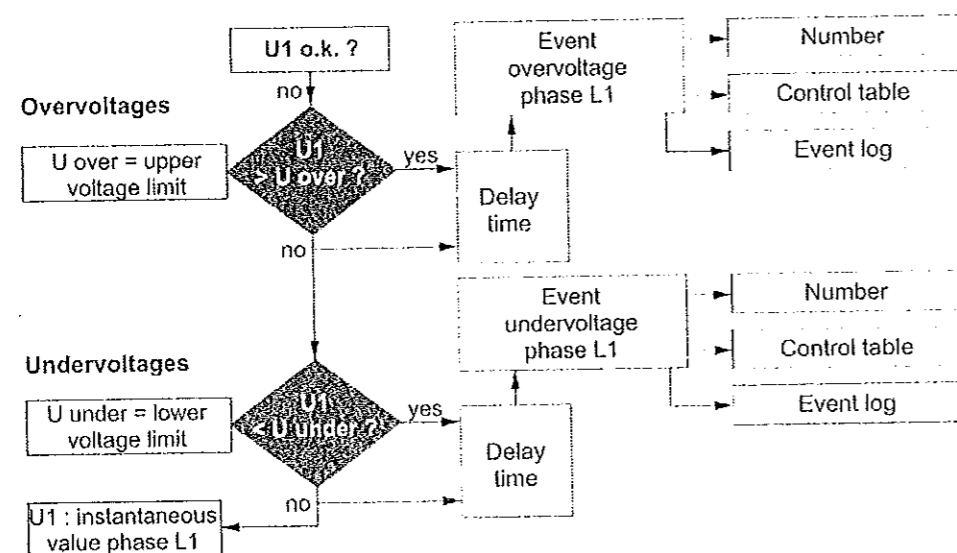 U1 o.k. ?
no
Overvoltages
U over = upper
voltage limit
U1
> U over ?
yes
no
Delay
time
Event
overvoltage
phase L1
Number
Control table
Event log
Undervoltages
U under = lower
voltage limit
U1
< U under ?
yes
no
Delay
time
Event
undervoltage
phase L1
Number
Control table
Event log
U1 : instantaneous
value phase L1